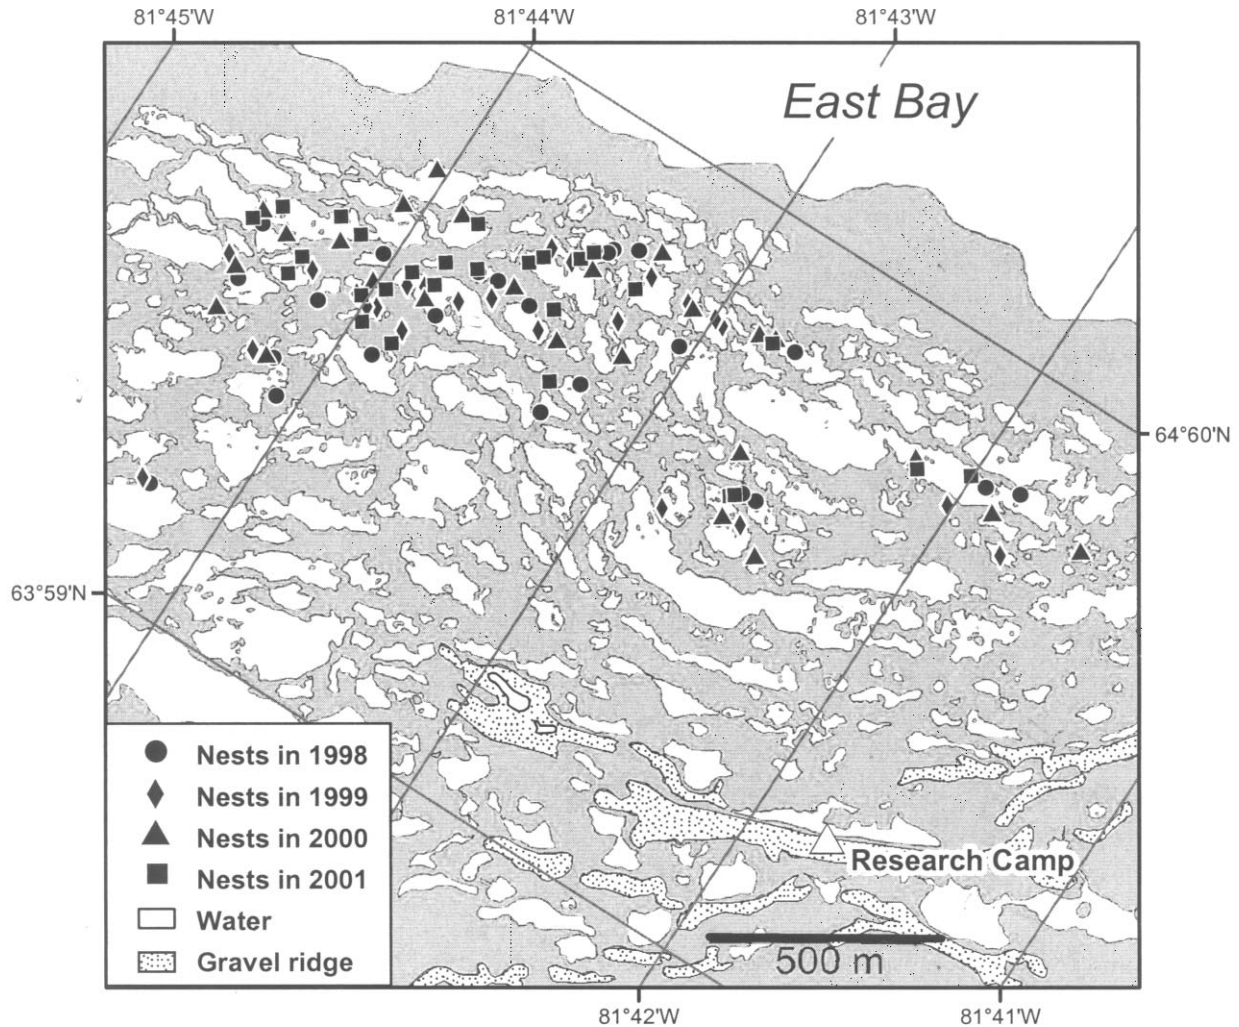 81°45'W 81°44'W 81°43'W
East Bay
64°60'N
63°59'N
Nests in 1998
Nests in 1999
Nests in 2000
Nests in 2001
Water
Gravel ridge
Research Camp
500 m
81°42'W 81°41'W